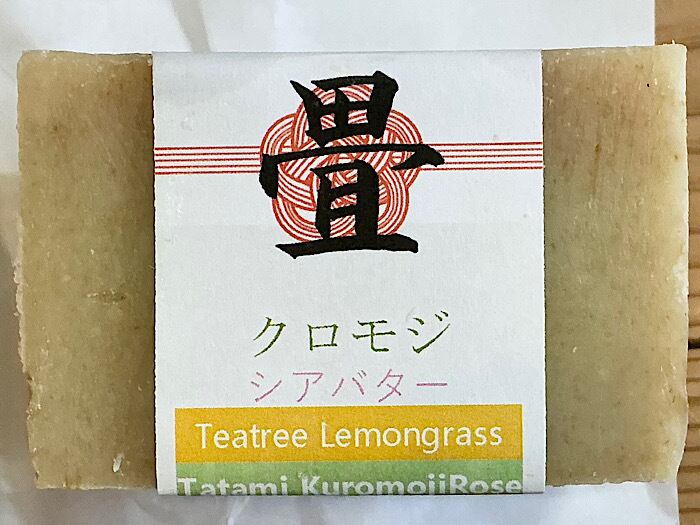 畳
クロモジ
シアバター
Teatree Lemongrass
Tatami KuromojiRose